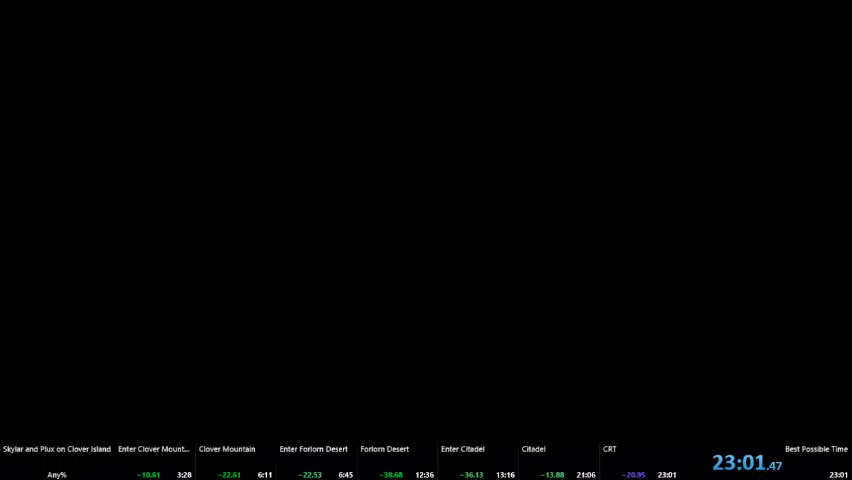 Skylar and Plux on Clover Island Enter Clover Mount... Clover Mountain Enter Forlorn Desert Forlorn Desert Enter Citadel Citadel CRT Best Possible Time
23:01.47
Any% −10.61 3:28 −22.61 6:11 −22.53 6:45 −38.68 12:36 −36.13 13:16 −13.88 21:06 −20.95 23:01 23:01